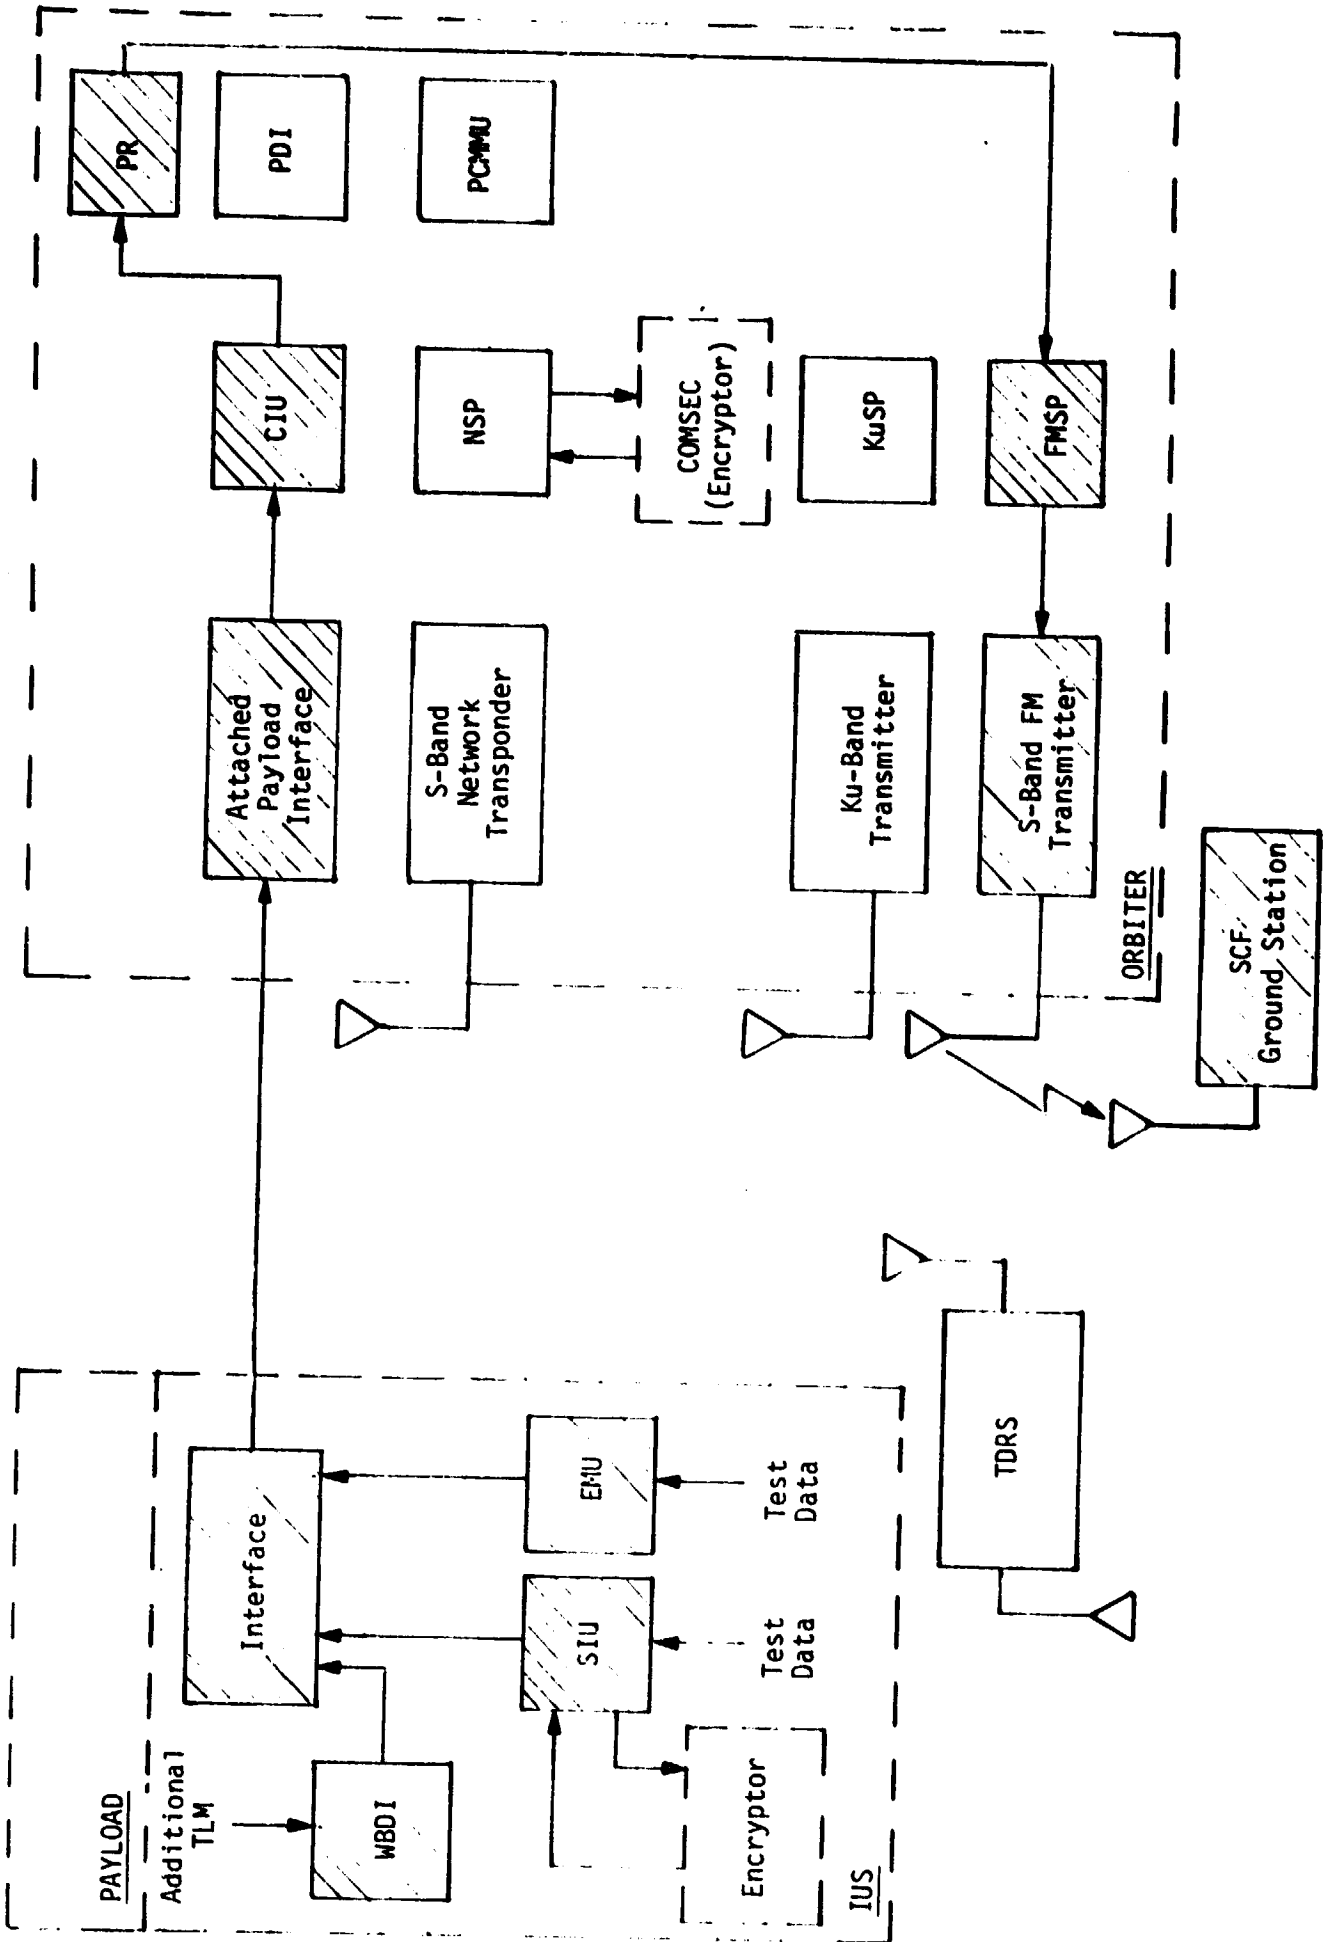 PAYLOAD
Additional
TLM
WBDI
Interface
SIU
EMU
Test
Data
Test
Data
Encryptor
IUS
TDRS
Attached
Payload
Interface
CIU
PR
PDI
S-Band
Network
Transponder
NSP
PCMMU
COMSEC
(Encryptor)
Ku-Band
Transmitter
KuSP
S-Band FM
Transmitter
FMSP
ORBITER
SCF
Ground Station